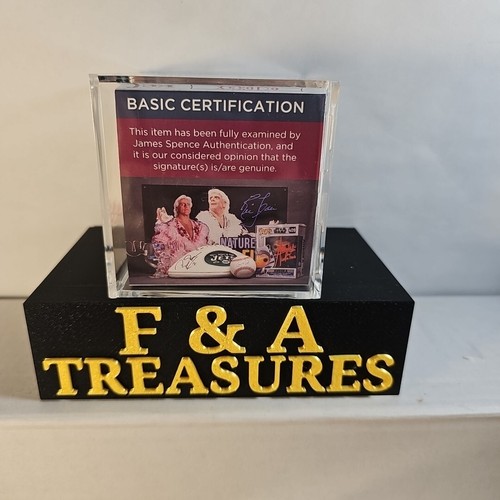 BASIC CERTIFICATION
This item has been fully examined by
James Spence Authentication, and
it is our considered opinion that the
signature(s) is/are genuine.
NATURE
JETS
F & A
TREASURES